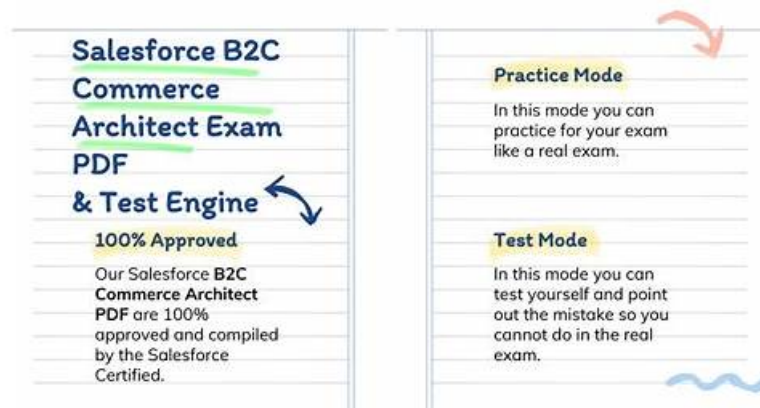 Salesforce B2C
Commerce
Architect Exam
PDF
& Test Engine
100% Approved
Our Salesforce B2C
Commerce Architect
PDF are 100%
approved and compiled
by the Salesforce
Certified.
Practice Mode
In this mode you can
practice for your exam
like a real exam.
Test Mode
In this mode you can
test yourself and point
out the mistake so you
cannot do in the real
exam.